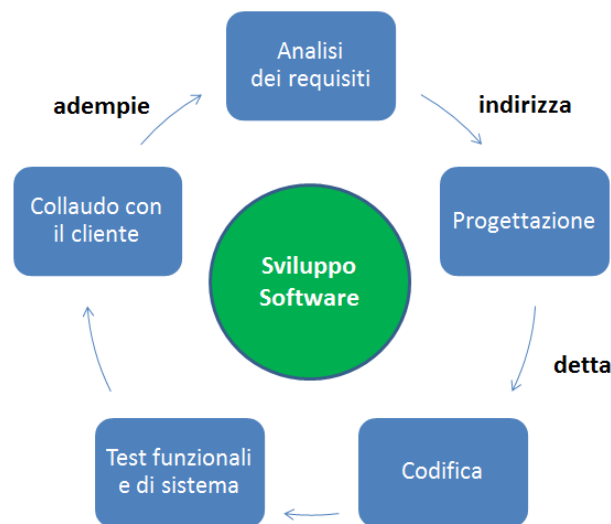 Analisi
dei requisiti
adempie
indirizza
Collaudo con
il cliente
Progettazione
Sviluppo
Software
detta
Test funzionali
e di sistema
Codifica